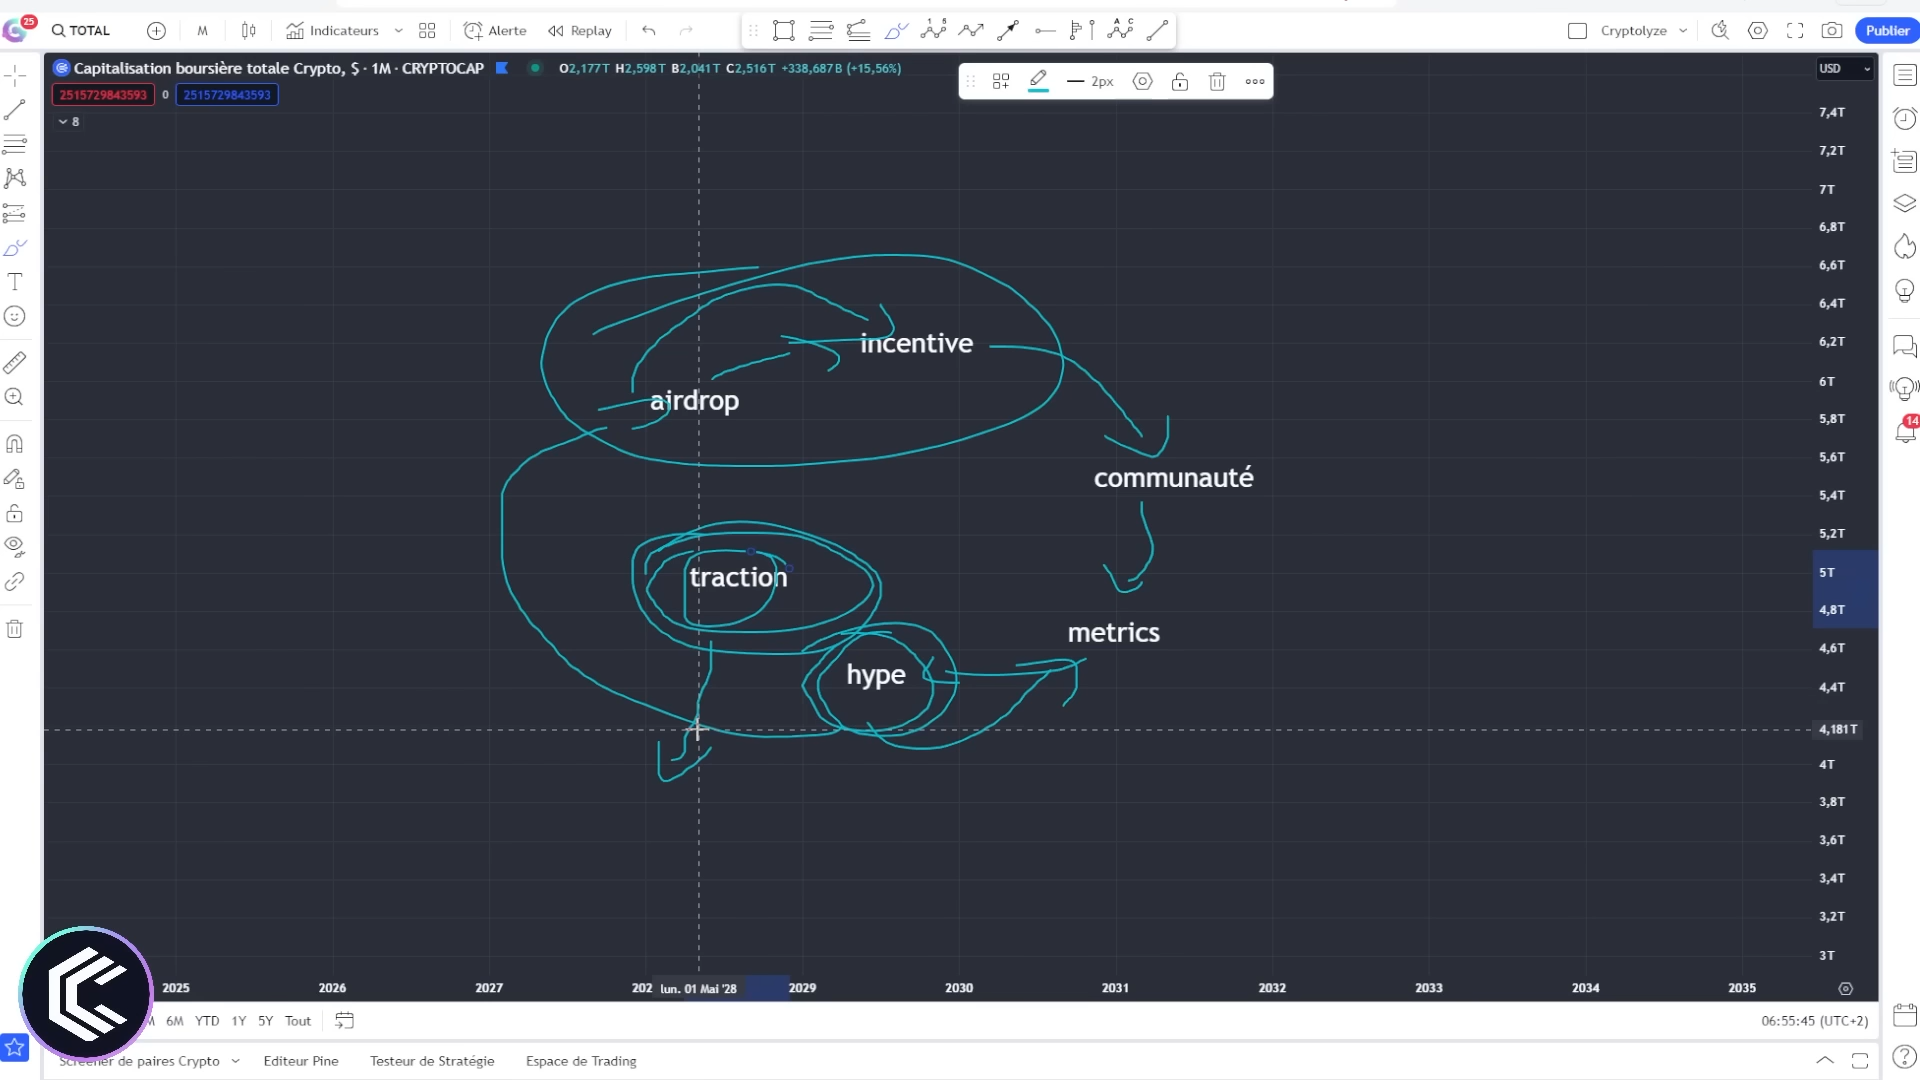 25
TOTAL
M
Indicateurs
Alerte
Replay
Cryptolyze
Publier
Capitalisation boursière totale Crypto, $ · 1M · CRYPTOCAP
O2,177T H2,598T B2,041T C2,516T +338,687B (+15,56%)
USD
2515729843593
0
2515729843593
2px
8
incentive
airdrop
communauté
traction
metrics
hype
7,4T
7,2T
7T
6,8T
6,6T
6,4T
6,2T
6T
5,8T
5,6T
5,4T
5,2T
5T
4,8T
4,6T
4,4T
4,181T
4T
3,8T
3,6T
3,4T
3,2T
3T
14
2025
2026
2027
202
lun. 01 Mai '28
2029
2030
2031
2032
2033
2034
2035
M
6M
YTD
1Y
5Y
Tout
06:55:45 (UTC+2)
Screener de paires Crypto
Editeur Pine
Testeur de Stratégie
Espace de Trading